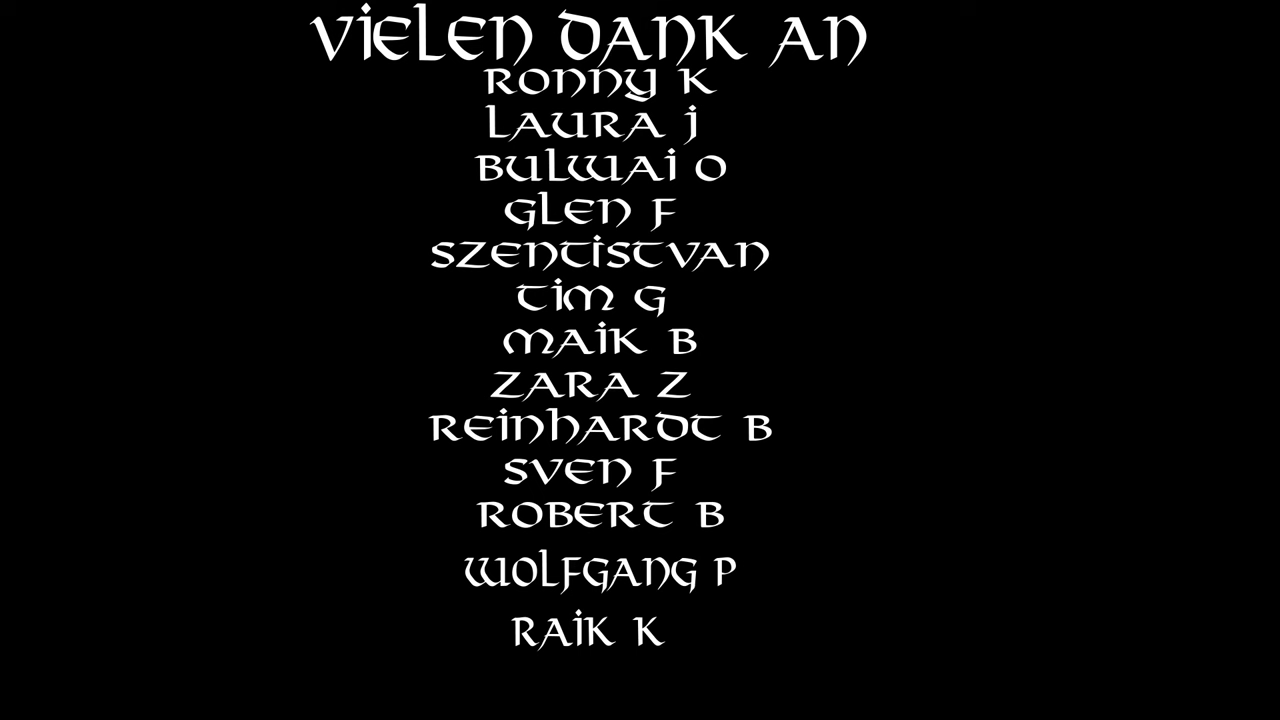 VIELEN DANK AN
RONNY K
LAURA J
BULWAI O
GLEN F
SZENTISTVAN
TIM G
MAIK B
ZARA Z
REINHARDT B
SVEN F
ROBERT B
WOLFGANG P
RAIK K